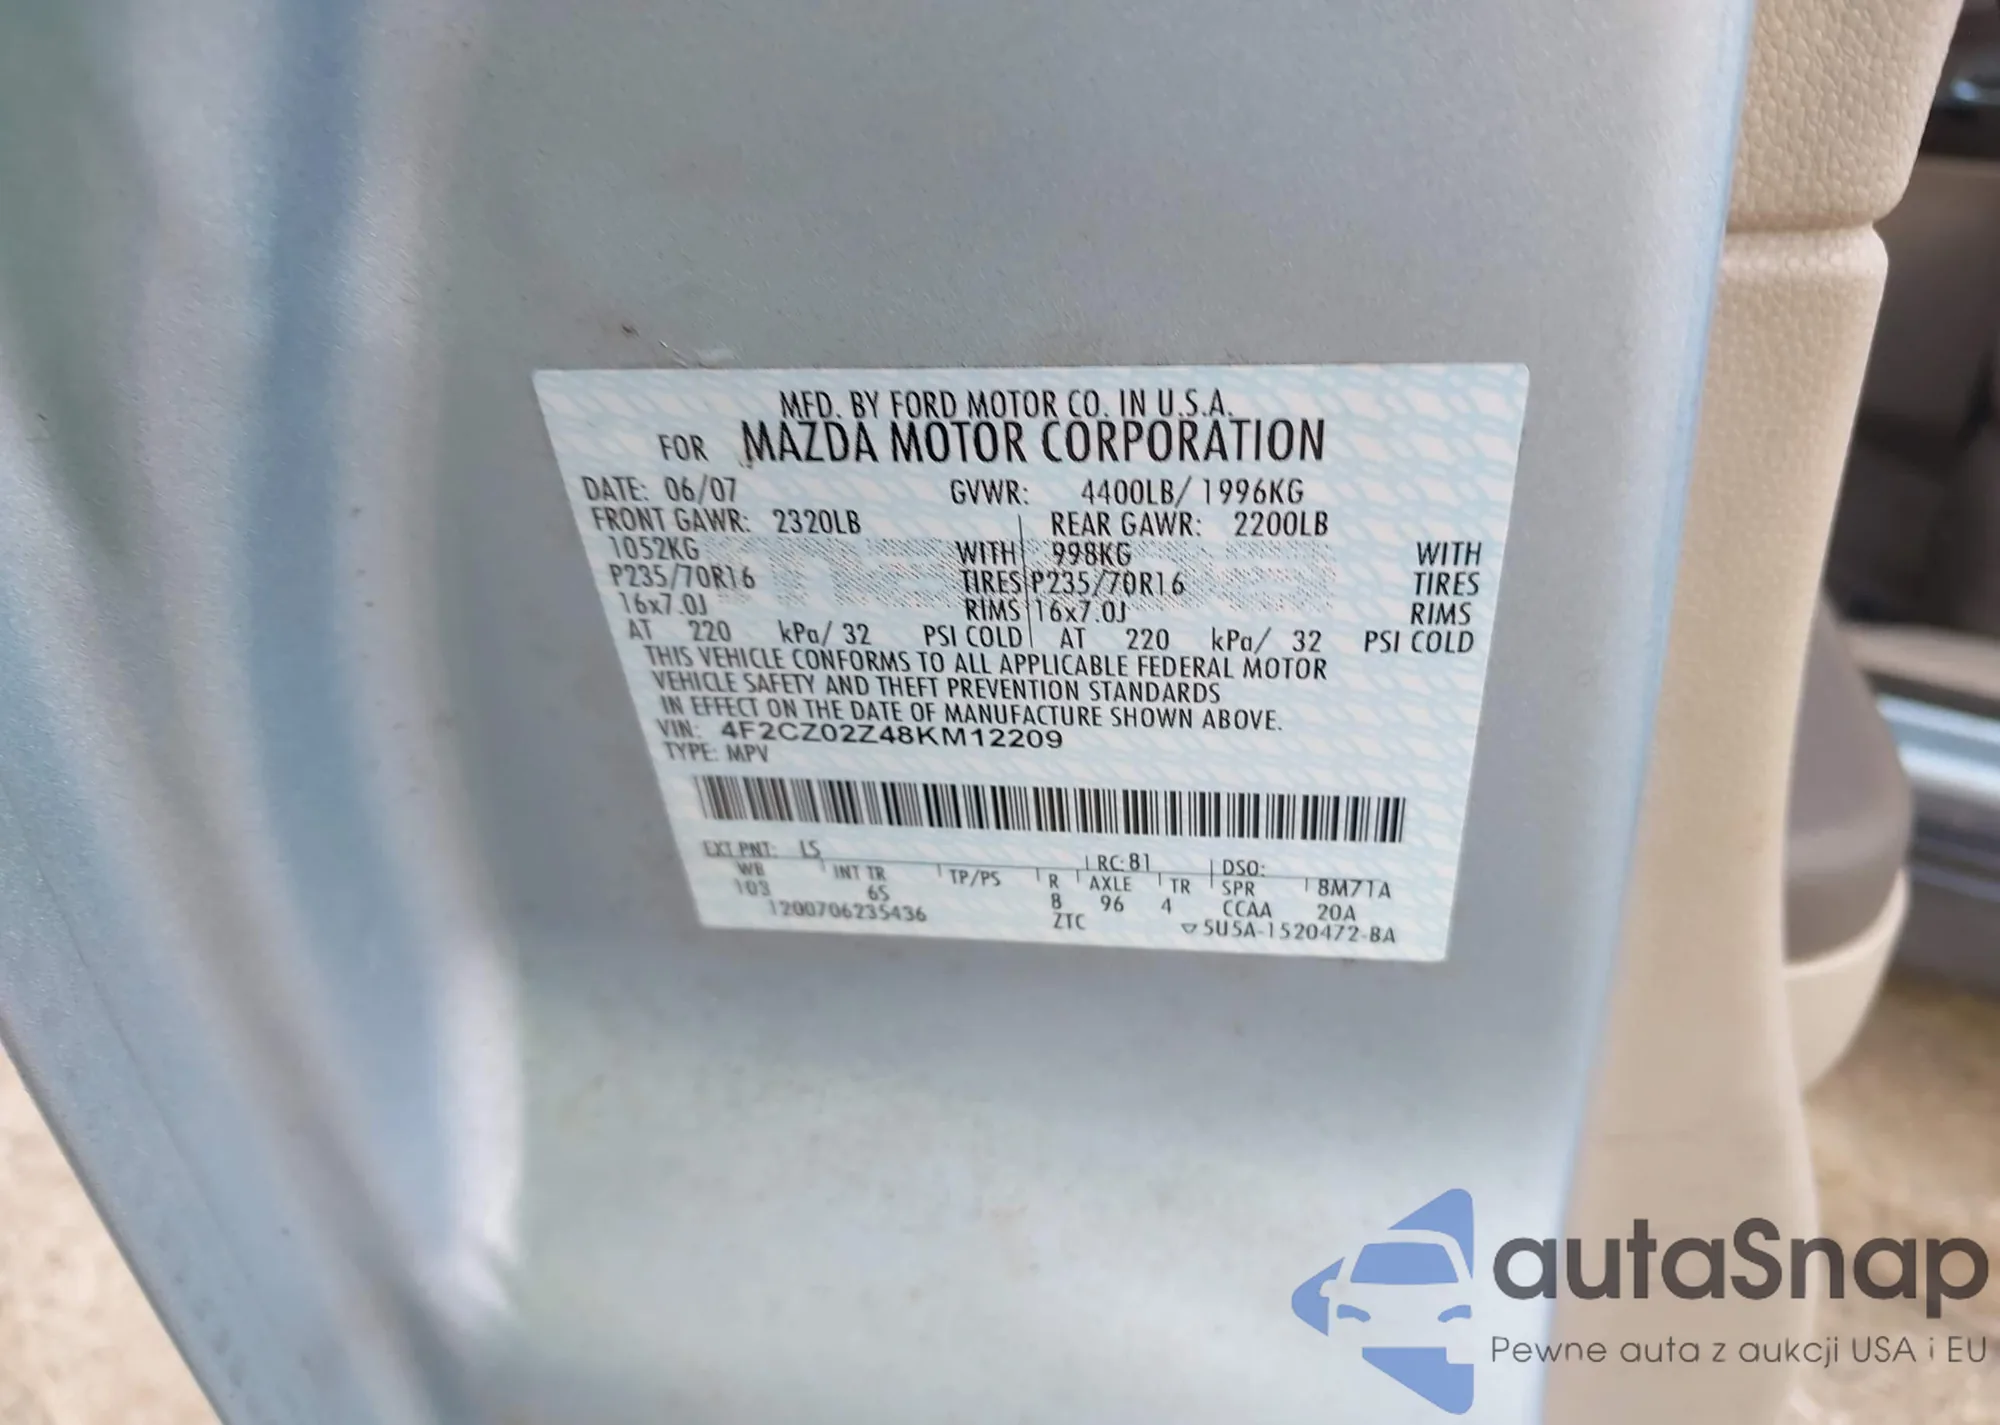 MFD. BY FORD MOTOR CO. IN U.S.A.
FOR MAZDA MOTOR CORPORATION
DATE: 06/07 GVWR: 4400LB/ 1996KG
FRONT GAWR: 2320LB REAR GAWR: 2200LB
1052KG WITH 998KG WITH
P235/70R16 TIRES P235/70R16 TIRES
16x7.0J RIMS 16x7.0J RIMS
AT 220 kPa/ 32 PSI COLD AT 220 kPa/ 32 PSI COLD
THIS VEHICLE CONFORMS TO ALL APPLICABLE FEDERAL MOTOR
VEHICLE SAFETY AND THEFT PREVENTION STANDARDS
IN EFFECT ON THE DATE OF MANUFACTURE SHOWN ABOVE.
VIN: 4F2CZ02Z48KM12209
TYPE: MPV
EXT PNT: LS RC: 81 DSO:
WB INT TR TP/PS R AXLE TR SPR 8M71A
103 6S 8 96 4 CCAA 20A
1200706235436 ZTC ▽ 5U5A-1520472-BA
autaSnap
Pewne auta z aukcji USA i EU